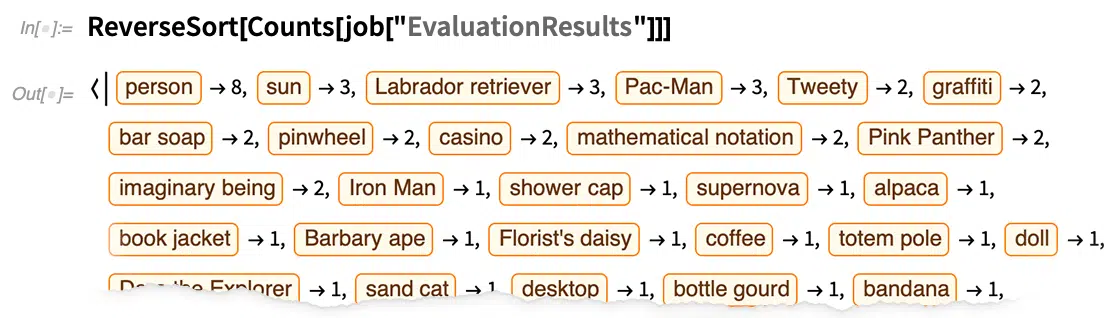 In[•]:= ReverseSort[Counts[job["EvaluationResults"]]]
Out[•]= <| person → 8, sun → 3, Labrador retriever → 3, Pac-Man → 3, Tweety → 2, graffiti → 2,
bar soap → 2, pinwheel → 2, casino → 2, mathematical notation → 2, Pink Panther → 2,
imaginary being → 2, Iron Man → 1, shower cap → 1, supernova → 1, alpaca → 1,
book jacket → 1, Barbary ape → 1, Florist's daisy → 1, coffee → 1, totem pole → 1, doll → 1,
Dora the Explorer → 1, sand cat → 1, desktop → 1, bottle gourd → 1, bandana → 1,